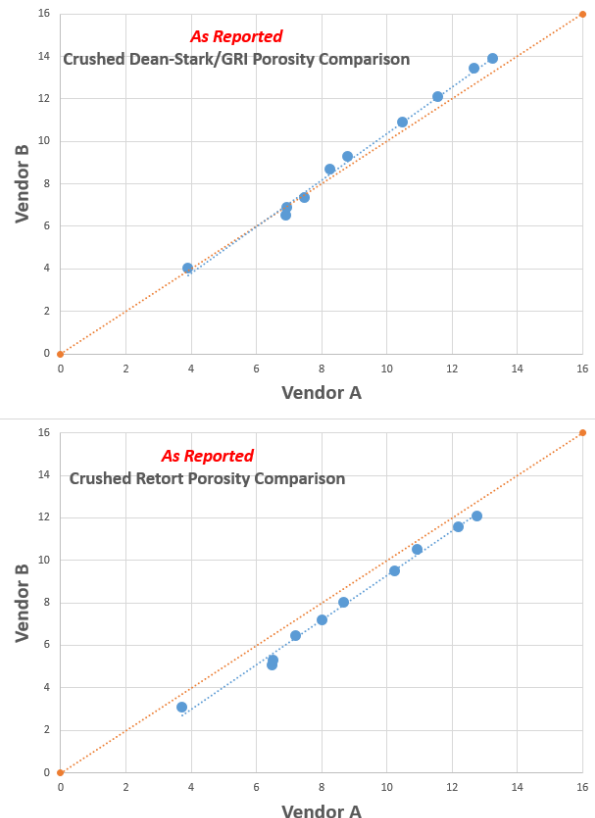 As Reported
Crushed Dean-Stark/GRI Porosity Comparison
16
14
12
10
8
6
4
2
0
Vendor B
0 2 4 6 8 10 12 14 16
Vendor A
As Reported
Crushed Retort Porosity Comparison
16
14
12
10
8
6
4
2
0
Vendor B
0 2 4 6 8 10 12 14 16
Vendor A